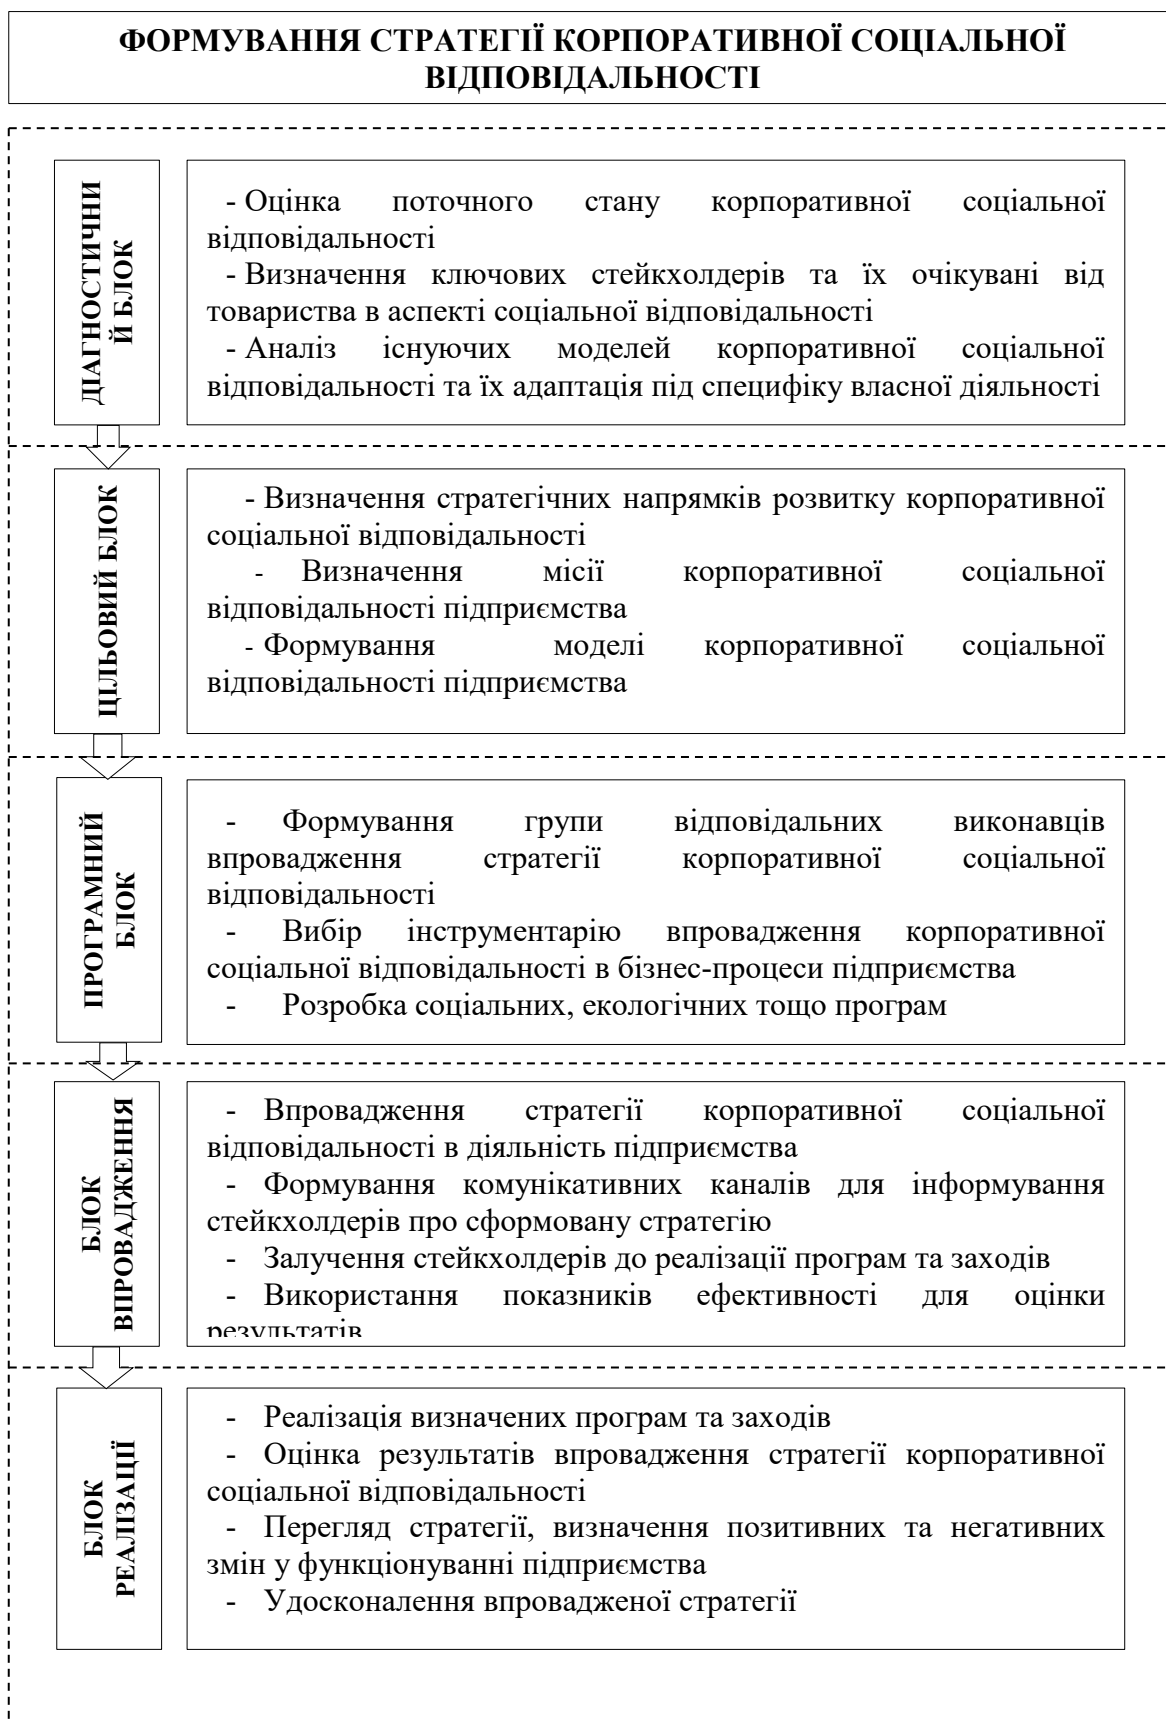 ФОРМУВАННЯ СТРАТЕГІЇ КОРПОРАТИВНОЇ СОЦІАЛЬНОЇ
ВІДПОВІДАЛЬНОСТІ
ДІАГНОСТИЧНИ
Й БЛОК
- Оцінка поточного стану корпоративної соціальної
відповідальності
- Визначення ключових стейкхолдерів та їх очікувані від
товариства в аспекті соціальної відповідальності
- Аналіз існуючих моделей корпоративної соціальної
відповідальності та їх адаптація під специфіку власної діяльності
ЦІЛЬОВИЙ БЛОК
- Визначення стратегічних напрямків розвитку корпоративної
соціальної відповідальності
- Визначення місії корпоративної соціальної
відповідальності підприємства
- Формування моделі корпоративної соціальної
відповідальності підприємства
ПРОГРАМНИЙ
БЛОК
- Формування групи відповідальних виконавців
впровадження стратегії корпоративної соціальної
відповідальності
- Вибір інструментарію впровадження корпоративної
соціальної відповідальності в бізнес-процеси підприємства
- Розробка соціальних, екологічних тощо програм
БЛОК
ВПРОВАДЖЕННЯ
- Впровадження стратегії корпоративної соціальної
відповідальності в діяльність підприємства
- Формування комунікативних каналів для інформування
стейкхолдерів про сформовану стратегію
- Залучення стейкхолдерів до реалізації програм та заходів
- Використання показників ефективності для оцінки
результатів
БЛОК
РЕАЛІЗАЦІЇ
- Реалізація визначених програм та заходів
- Оцінка результатів впровадження стратегії корпоративної
соціальної відповідальності
- Перегляд стратегії, визначення позитивних та негативних
змін у функціонуванні підприємства
- Удосконалення впровадженої стратегії